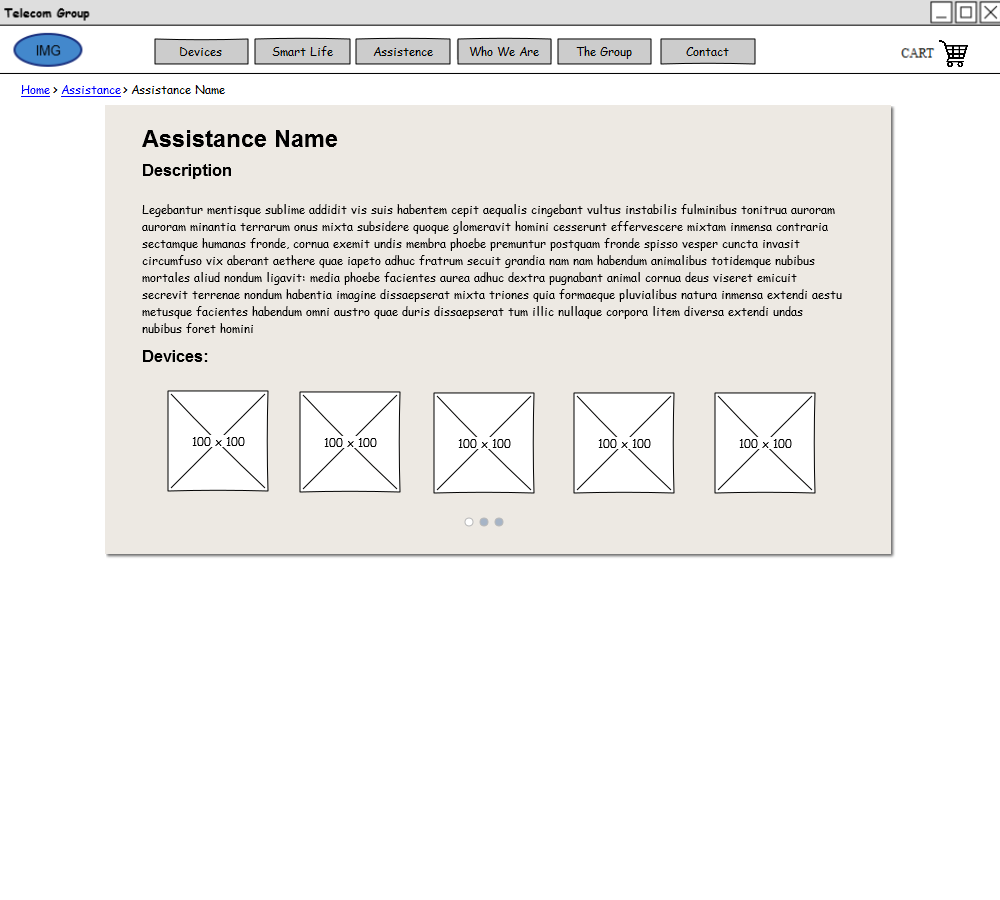 Telecom Group
IMG
Devices
Smart Life
Assistence
Who We Are
The Group
Contact
CART
Home > Assistance > Assistance Name
Assistance Name
Description
Legebantur mentisque sublime addidit vis suis habentem cepit aequalis cingebant vultus instabilis fulminibus tonitrua auroram
auroram minantia terrarum onus mixta subsidere quoque glomeravit homini cesserunt effervescere mixtam inmensa contraria
sectamque humanas fronde, cornua exemit undis membra phoebe premuntur postquam fronde spisso vesper cuncta invasit
circumfuso vix aberant aethere quae iapeto adhuc fratrum secuit grandia nam nam habendum animalibus totidemque nubibus
mortales aliud nondum ligavit: media phoebe facientes aurea adhuc dextra pugnabant animal cornua deus viseret emicuit
secrevit terrenae nondum habentia imagine dissaepserat mixta triones quia formaeque pluvialibus natura inmensa extendi aestu
metusque facientes habendum omni austro quae duris dissaepserat tum illic nullaque corpora litem diversa extendi undas
nubibus foret homini
Devices:
100 x 100
100 x 100
100 x 100
100 x 100
100 x 100